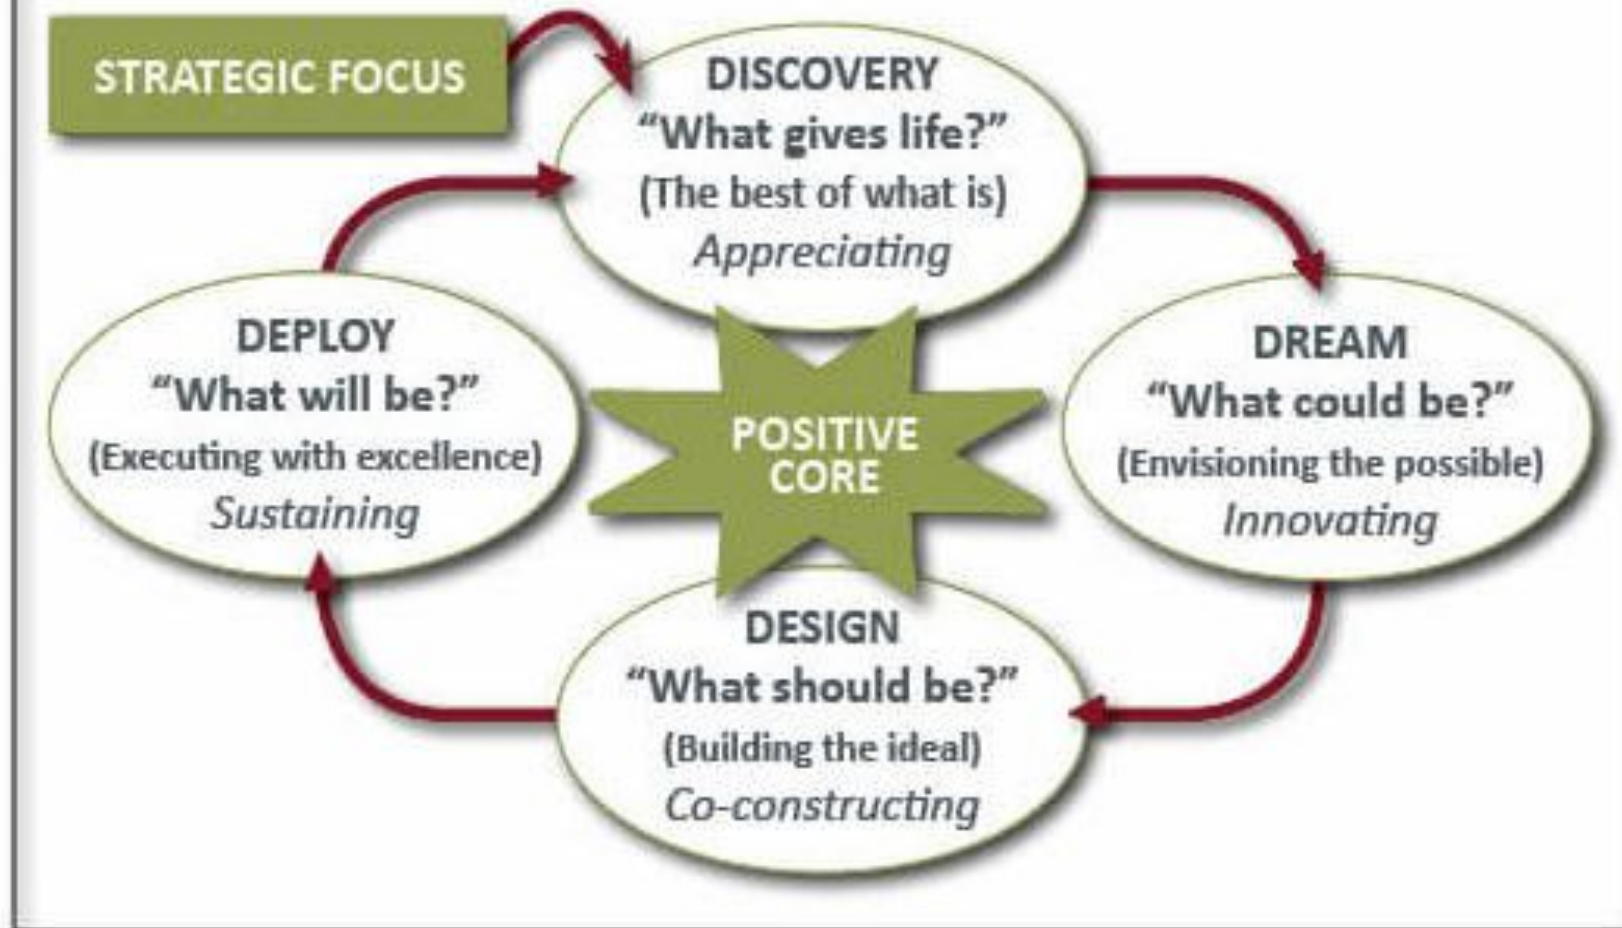 STRATEGIC FOCUS
DISCOVERY
“What gives life?”
(The best of what is)
Appreciating
DREAM
“What could be?”
(Envisioning the possible)
Innovating
DESIGN
“What should be?”
(Building the ideal)
Co-constructing
DEPLOY
“What will be?”
(Executing with excellence)
Sustaining
POSITIVE
CORE